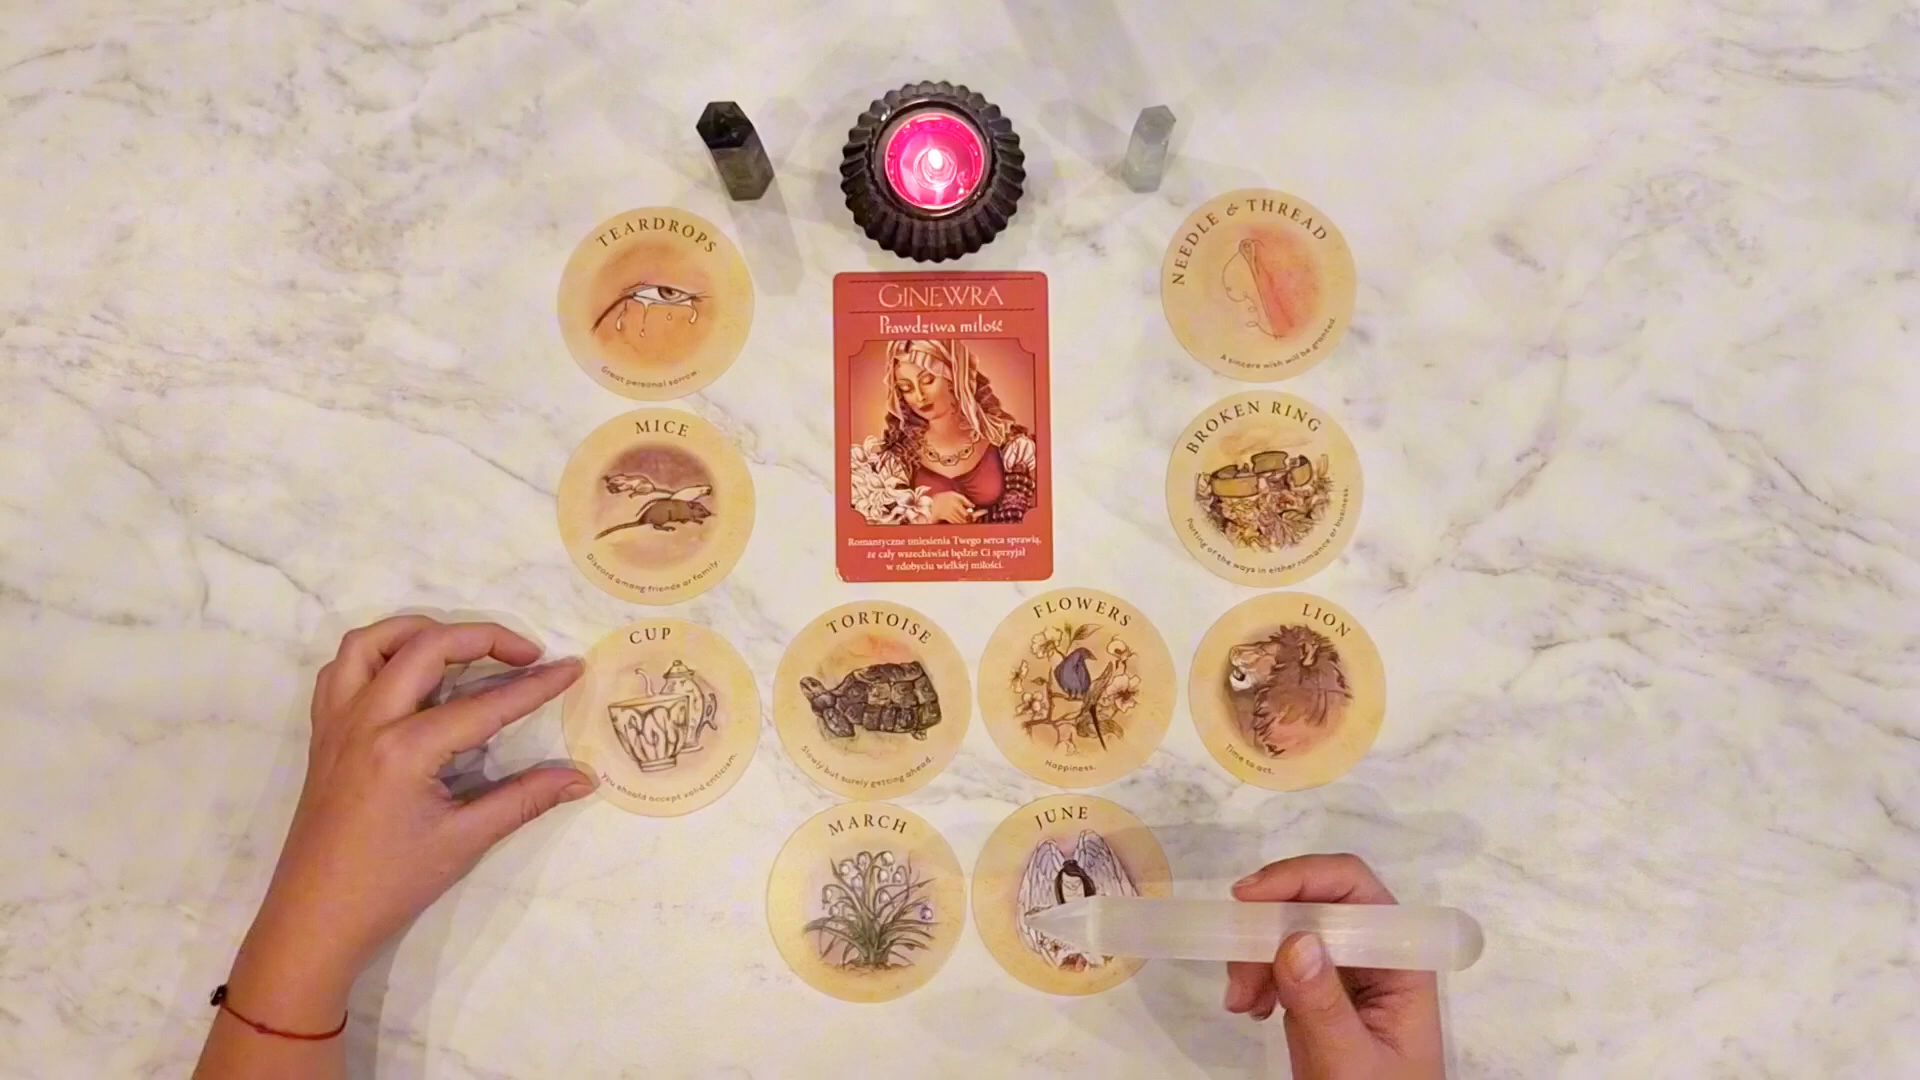 TEARDROPS
Great personal sorrow.
NEEDLE & THREAD
A sincere wish will be granted.
GINEWRA
Prawdziwa miłość
Romantyczne uniesienia Twego serca sprawią,
że cały wszechświat będzie Ci sprzyjał
w zdobyciu wielkiej miłości.
MICE
Discord among friends or family.
BROKEN RING
Parting of the ways in either romance or business.
CUP
You should accept valid criticism.
TORTOISE
Slowly but surely getting ahead.
FLOWERS
Happiness.
LION
Time to act.
MARCH
JUNE